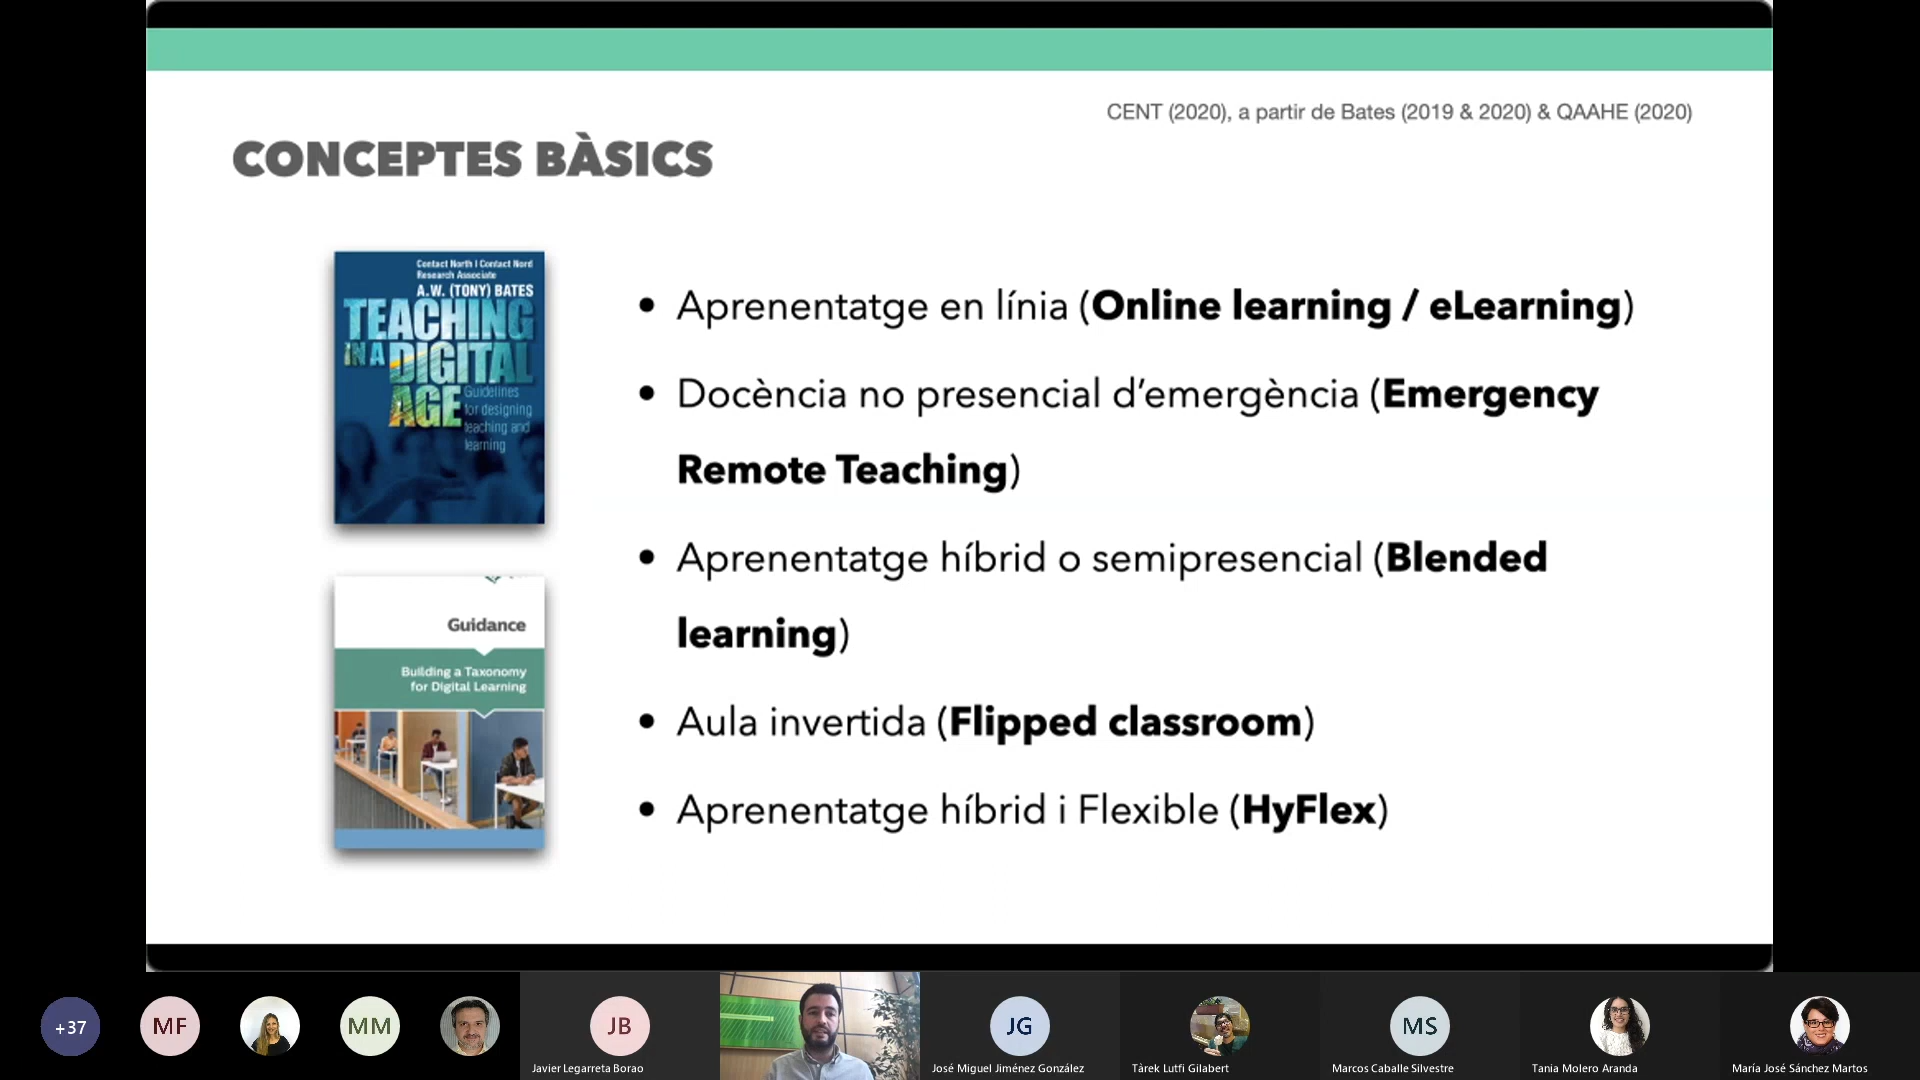 CENT (2020), a partir de Bates (2019 & 2020) & QAAHE (2020)
CONCEPTES BÀSICS
Contact North I Contact Nord
Research Associate
A.W. (TONY) BATES
TEACHING
IN A DIGITAL
AGE
Guidelines
for designing
teaching and
learning
Guidance
Building a Taxonomy
for Digital Learning
• Aprenentatge en línia (Online learning / eLearning)
• Docència no presencial d’emergència (Emergency
Remote Teaching)
• Aprenentatge híbrid o semipresencial (Blended
learning)
• Aula invertida (Flipped classroom)
• Aprenentatge híbrid i Flexible (HyFlex)
+37
MF
MM
JB
Javier Legarreta Borao
JG
José Miguel Jiménez González
Tàrek Lutfi Gilabert
MS
Marcos Caballe Silvestre
Tania Molero Aranda
María José Sánchez Martos